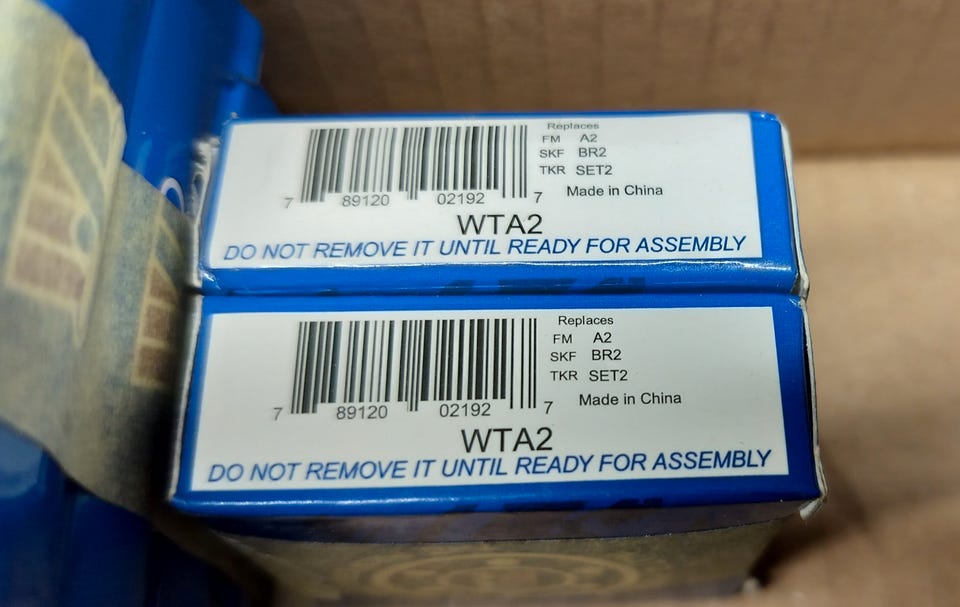 Replaces
FM A2
SKF BR2
TKR SET2
Made in China
7 89120 02192 7
WTA2
DO NOT REMOVE IT UNTIL READY FOR ASSEMBLY
Replaces
FM A2
SKF BR2
TKR SET2
Made in China
7 89120 02192 7
WTA2
DO NOT REMOVE IT UNTIL READY FOR ASSEMBLY